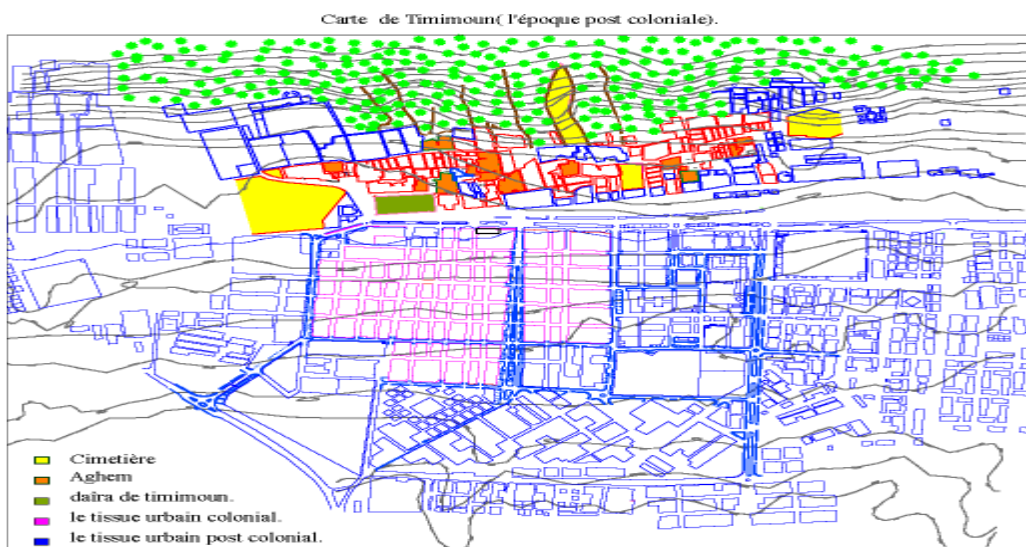 Carte de Timimoun( l'époque post coloniale).
Cimetière
Aghem
daîra de timimoun.
le tissue urbain colonial.
le tissue urbain post colonial.